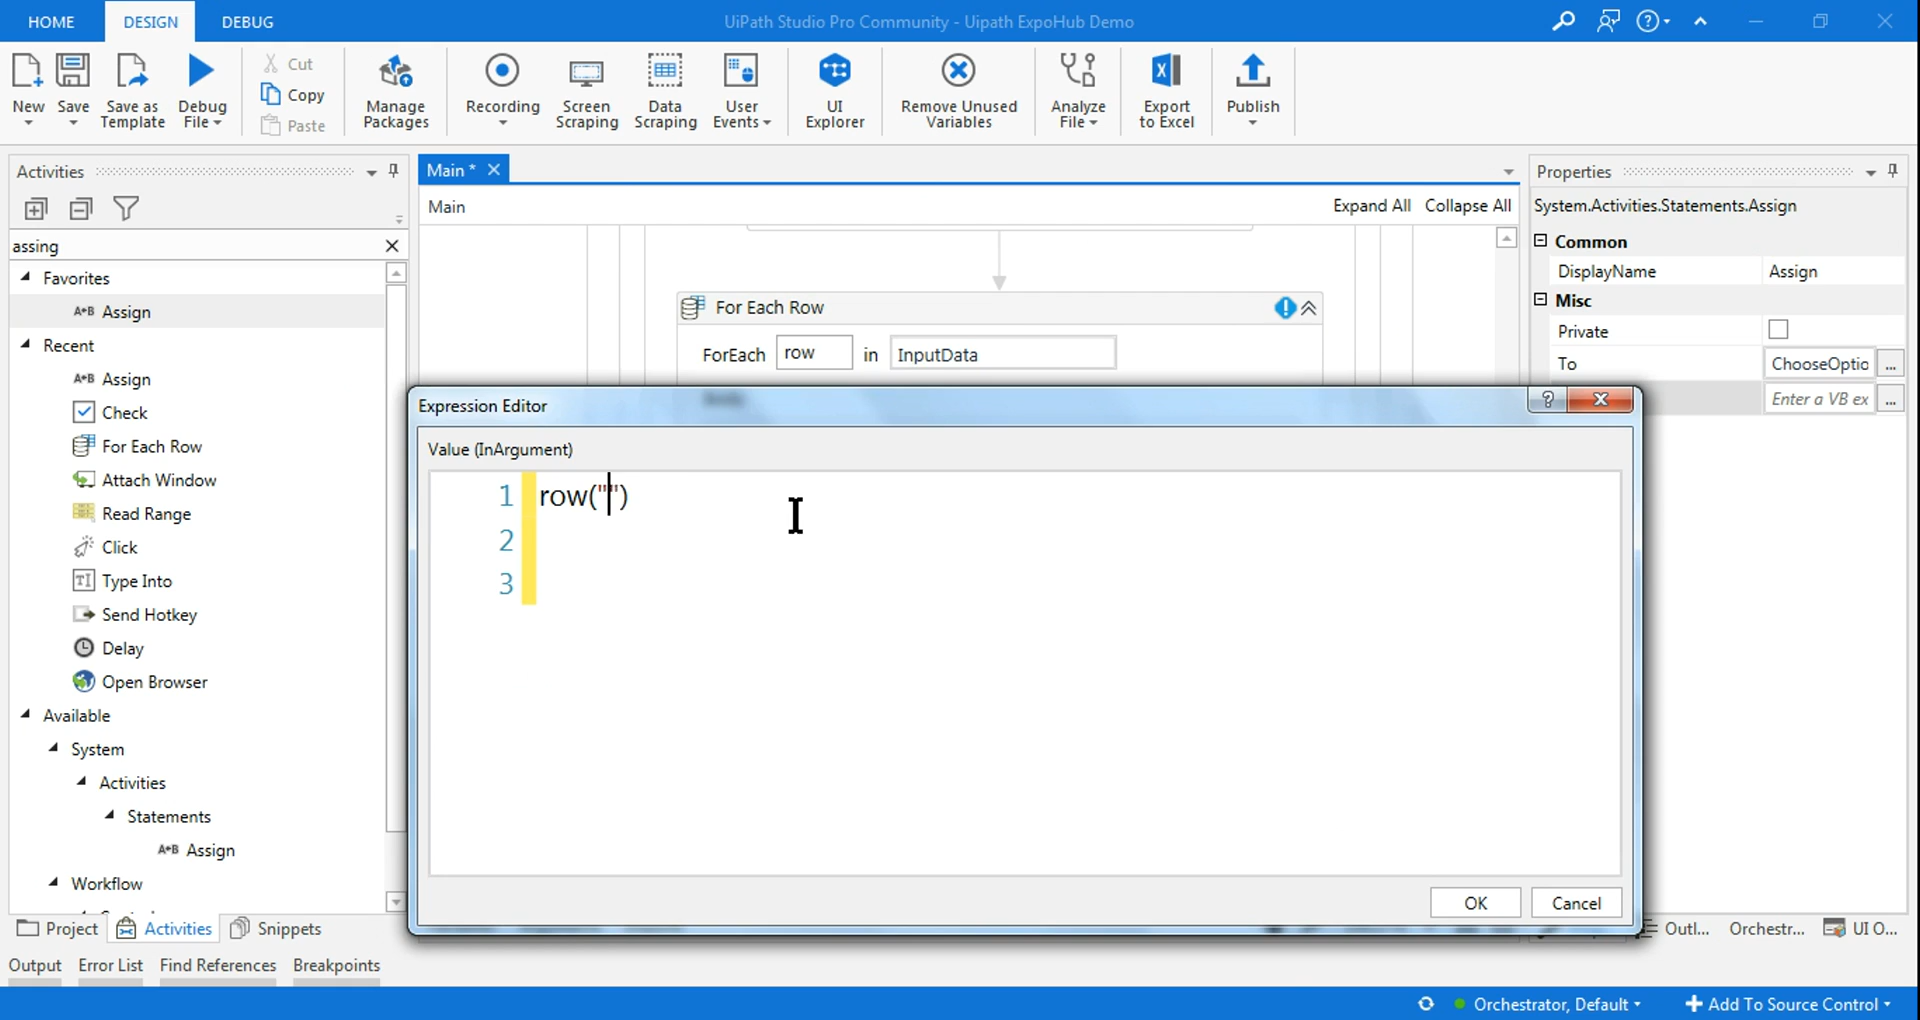 HOME DESIGN DEBUG UiPath Studio Pro Community - Uipath ExpoHub Demo
New Save Save as Template Debug File Cut Copy Paste Manage Packages Recording Screen Scraping Data Scraping User Events UI Explorer Remove Unused Variables Analyze File Export to Excel Publish
Activities
assing
Favorites
A*B Assign
Recent
A*B Assign
Check
For Each Row
Attach Window
Read Range
Click
Type Into
Send Hotkey
Delay
Open Browser
Available
System
Activities
Statements
A*B Assign
Workflow
Project Activities Snippets
Main *
Main Expand All Collapse All
For Each Row
ForEach row in InputData
Expression Editor
Value (InArgument)
1 row("")
2
3
OK Cancel
Properties
System.Activities.Statements.Assign
Common
DisplayName Assign
Misc
Private
To ChooseOptio ...
Enter a VB ex ...
Outl... Orchestr... UI O...
Output Error List Find References Breakpoints
Orchestrator, Default Add To Source Control